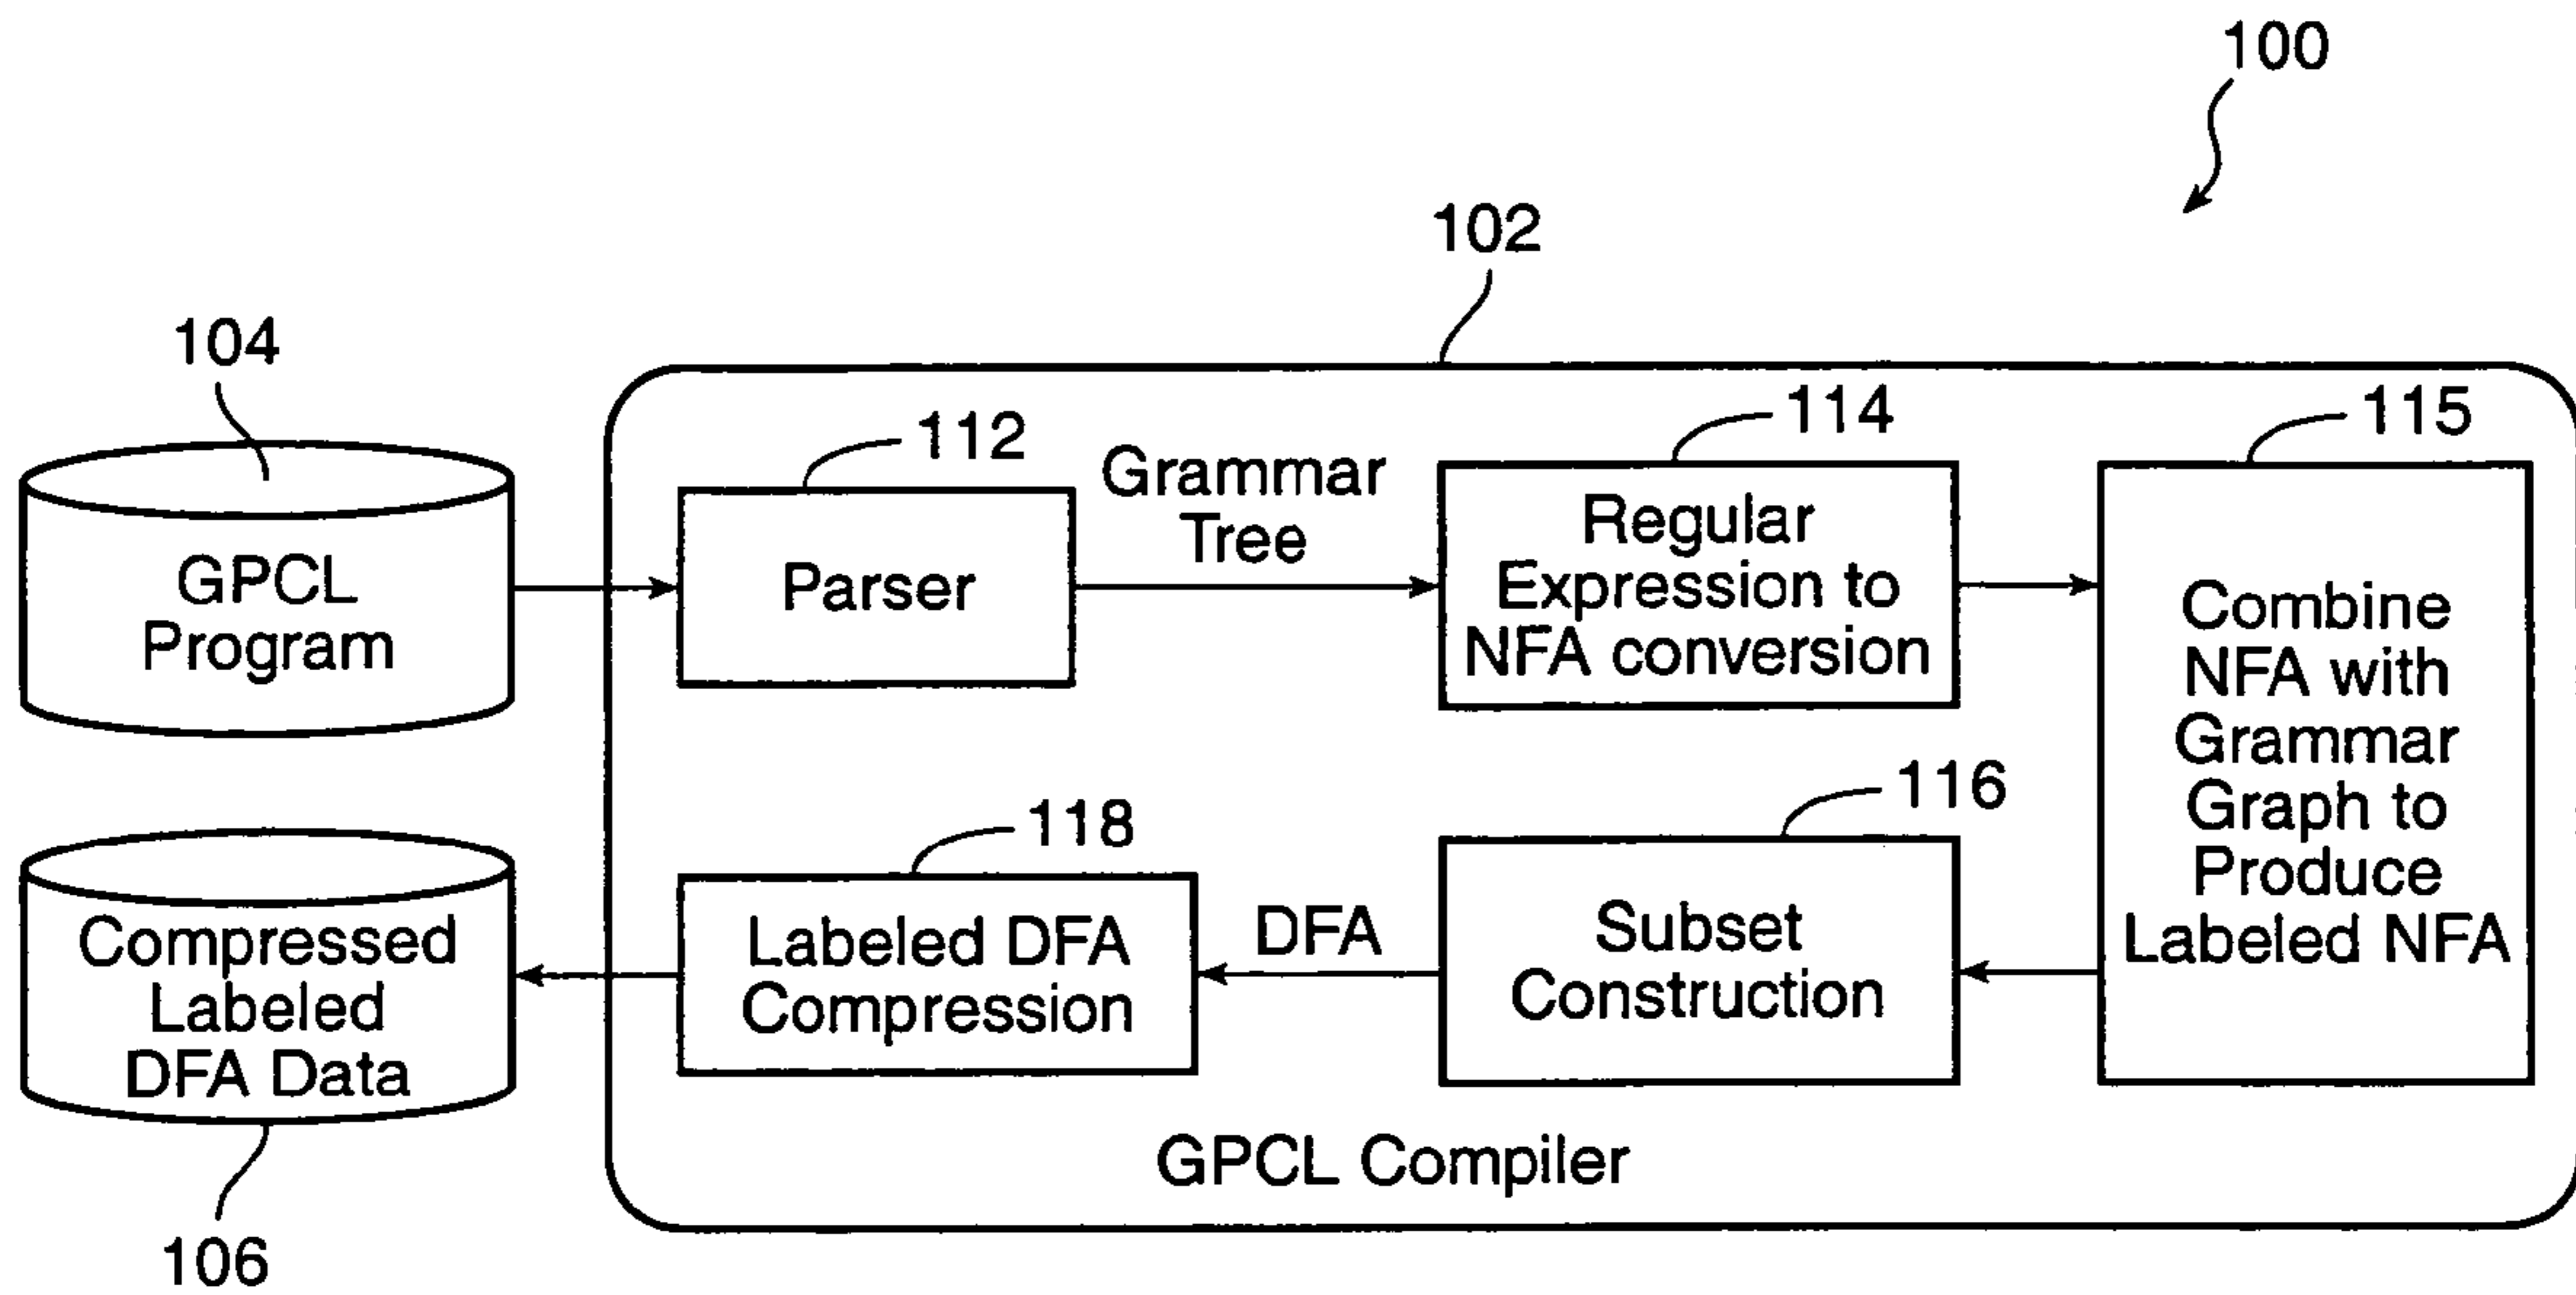 100
102
104
GPCL
Program
112
Parser
Grammar
Tree
114
Regular
Expression to
NFA conversion
115
Combine
NFA with
Grammar
Graph to
Produce
Labeled NFA
116
Subset
Construction
DFA
118
Labeled DFA
Compression
Compressed
Labeled
DFA Data
106
GPCL Compiler